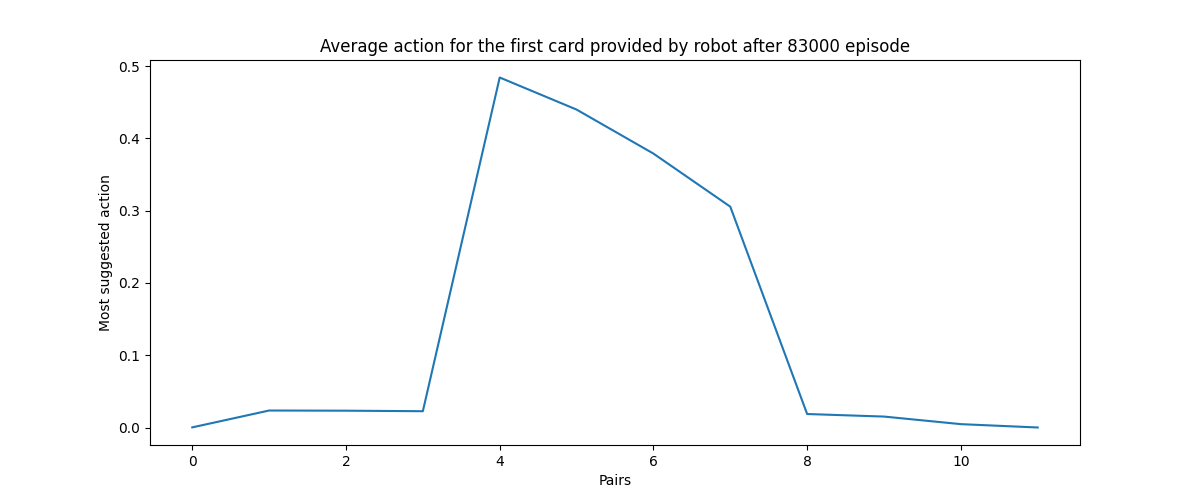 Average action for the first card provided by robot after 83000 episode
0.5
0.4
0.3
0.2
0.1
0.0
Most suggested action
0 2 4 6 8 10
Pairs